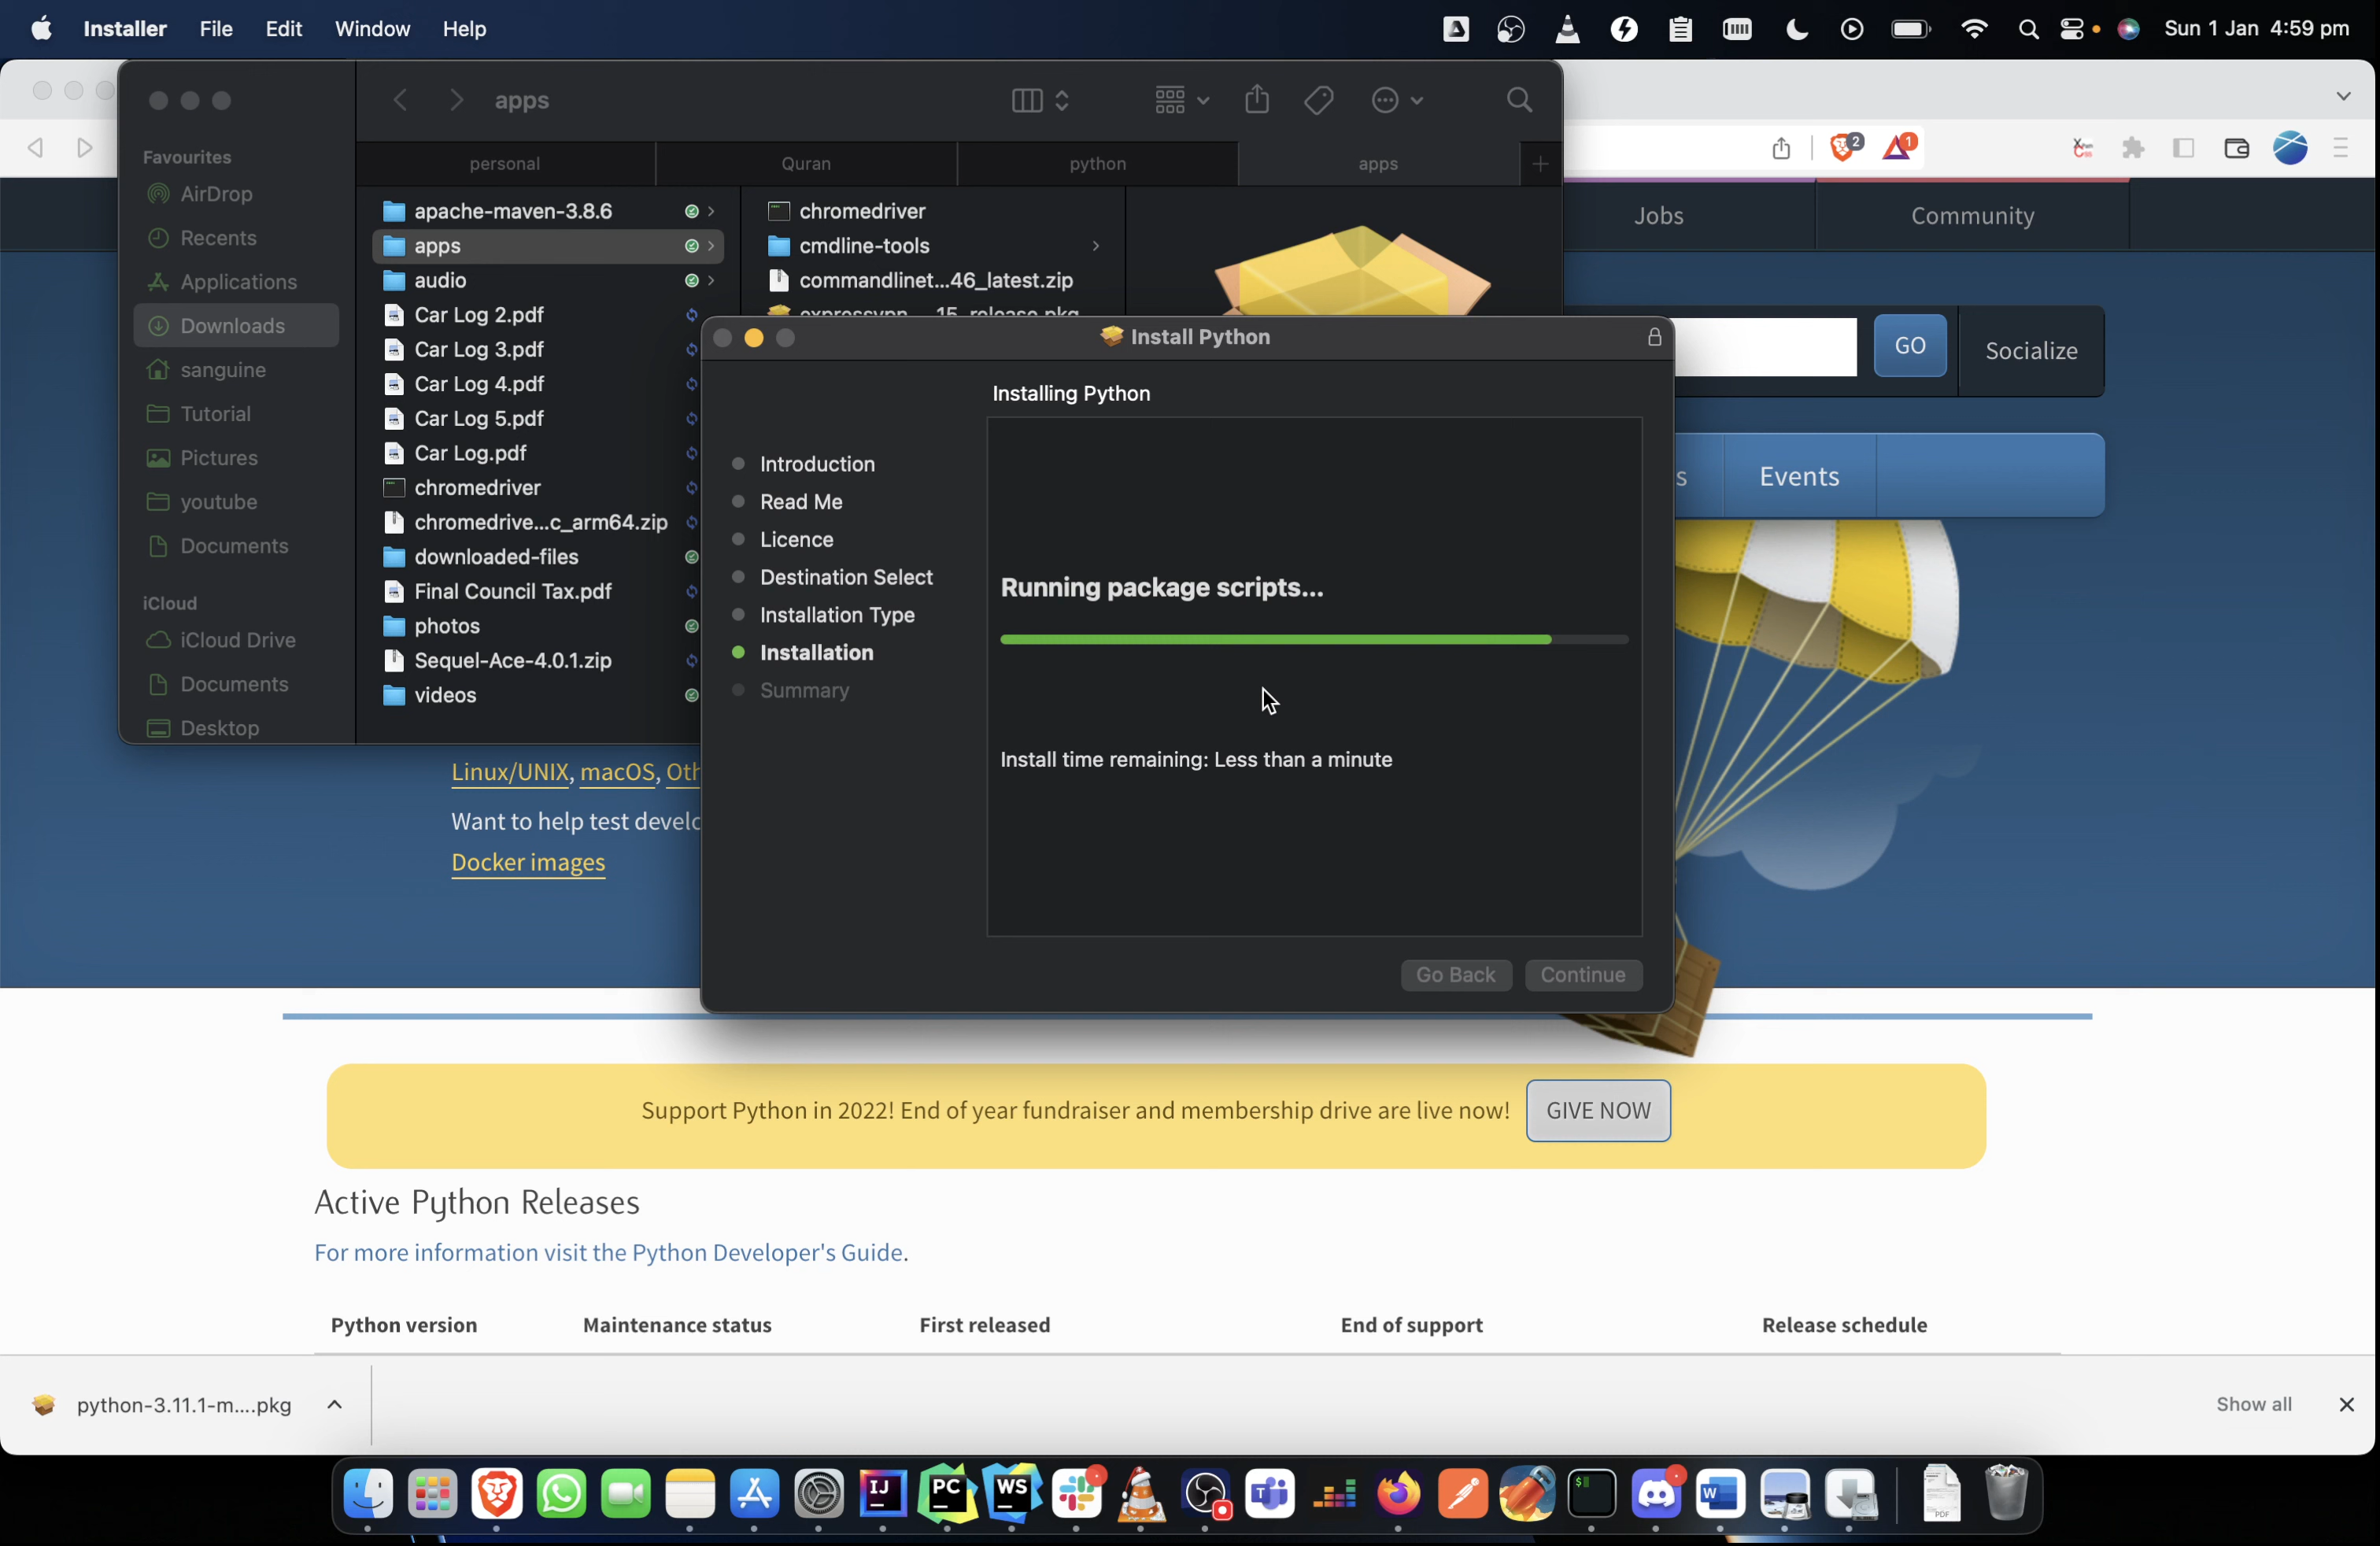 Installer File Edit Window Help
Sun 1 Jan 4:59 pm
apps
2
1
personal
Quran
python
apps
Favourites
AirDrop
Recents
Applications
Downloads
sanguine
Tutorial
Pictures
youtube
Documents
iCloud
iCloud Drive
Documents
Desktop
apache-maven-3.8.6
apps
audio
Car Log 2.pdf
Car Log 3.pdf
Car Log 4.pdf
Car Log 5.pdf
Car Log.pdf
chromedriver
chromedrive...c_arm64.zip
downloaded-files
Final Council Tax.pdf
photos
Sequel-Ace-4.0.1.zip
videos
chromedriver
cmdline-tools
commandlinet...46_latest.zip
Jobs
Community
GO
Socialize
s
Events
Install Python
Installing Python
Introduction
Read Me
Licence
Destination Select
Installation Type
Installation
Summary
Running package scripts...
Install time remaining: Less than a minute
Go Back
Continue
Linux/UNIX, macOS, Oth
Want to help test develo
Docker images
Support Python in 2022! End of year fundraiser and membership drive are live now!
GIVE NOW
Active Python Releases
For more information visit the Python Developer's Guide.
Python version Maintenance status First released End of support Release schedule
python-3.11.1-m....pkg
Show all
IJ
PC
WS
T
$
W
PDF